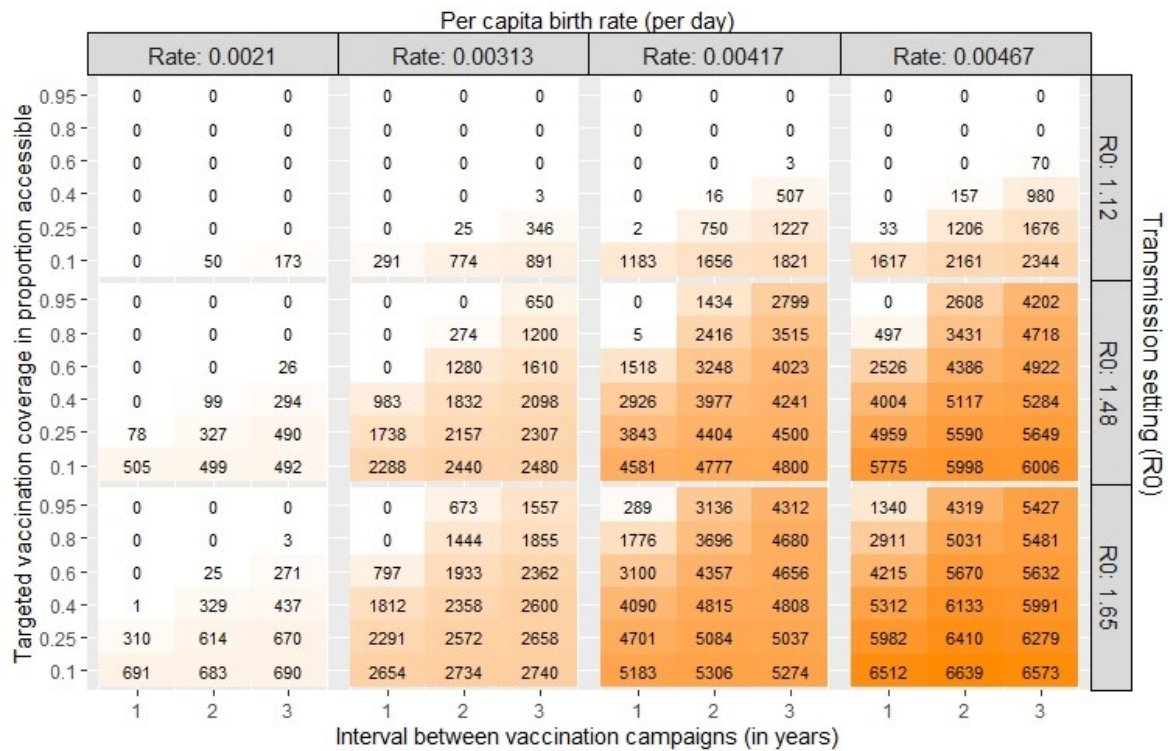 Per capita birth rate (per day)
Rate: 0.0021 Rate: 0.00313 Rate: 0.00417 Rate: 0.00467
Targeted vaccination coverage in proportion accessible
Transmission setting (R0)
R0: 1.12
0.95 0 0 0 0 0 0 0 0 0 0 0 0
0.8 0 0 0 0 0 0 0 0 0 0 0 0
0.6 0 0 0 0 0 0 0 0 3 0 0 70
0.4 0 0 0 0 0 3 0 16 507 0 157 980
0.25 0 0 0 0 25 346 2 750 1227 33 1206 1676
0.1 0 50 173 291 774 891 1183 1656 1821 1617 2161 2344
R0: 1.48
0.95 0 0 0 0 0 650 0 1434 2799 0 2608 4202
0.8 0 0 0 0 274 1200 5 2416 3515 497 3431 4718
0.6 0 0 26 0 1280 1610 1518 3248 4023 2526 4386 4922
0.4 0 99 294 983 1832 2098 2926 3977 4241 4004 5117 5284
0.25 78 327 490 1738 2157 2307 3843 4404 4500 4959 5590 5649
0.1 505 499 492 2288 2440 2480 4581 4777 4800 5775 5998 6006
R0: 1.65
0.95 0 0 0 0 673 1557 289 3136 4312 1340 4319 5427
0.8 0 0 3 0 1444 1855 1776 3696 4680 2911 5031 5481
0.6 0 25 271 797 1933 2362 3100 4357 4656 4215 5670 5632
0.4 1 329 437 1812 2358 2600 4090 4815 4808 5312 6133 5991
0.25 310 614 670 2291 2572 2658 4701 5084 5037 5982 6410 6279
0.1 691 683 690 2654 2734 2740 5183 5306 5274 6512 6639 6573
1 2 3 1 2 3 1 2 3 1 2 3
Interval between vaccination campaigns (in years)